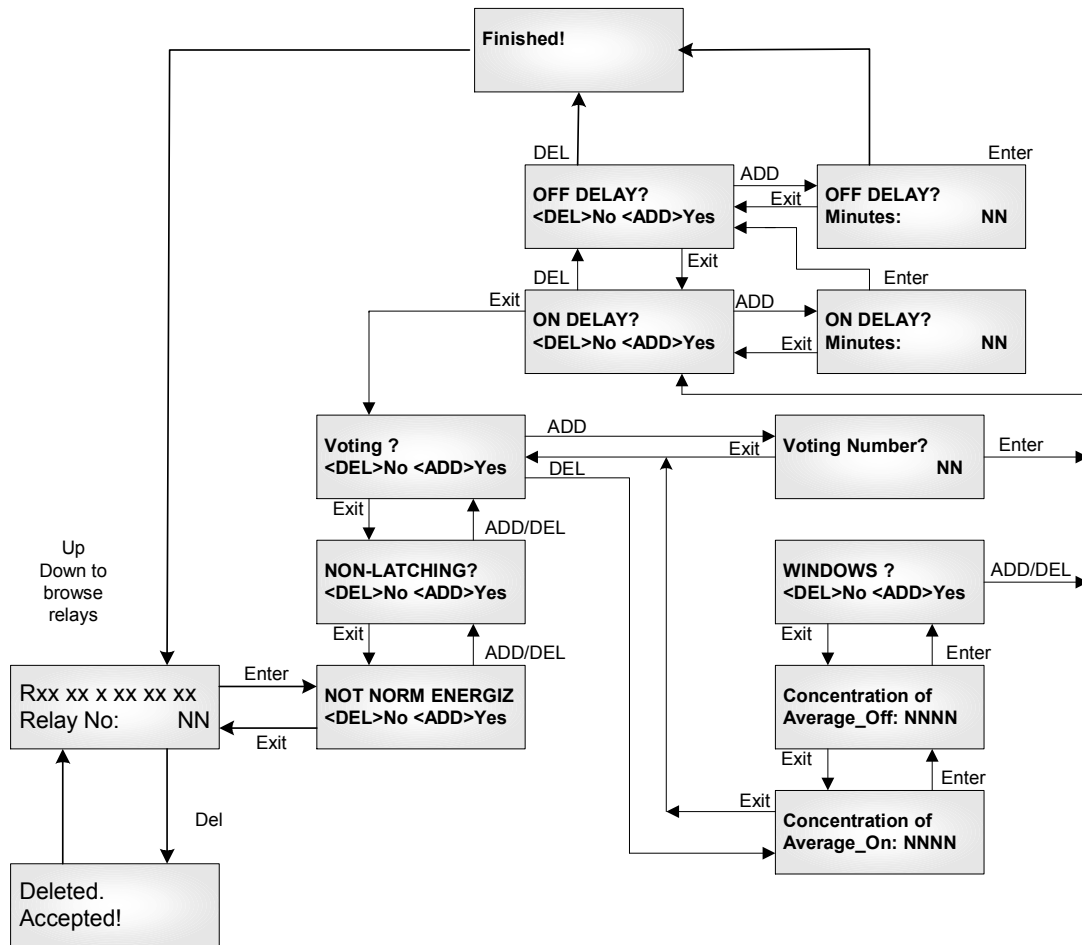 Finished!
DEL
Enter
OFF DELAY?
<DEL>No <ADD>Yes
ADD
Exit
OFF DELAY?
Minutes: NN
DEL
Exit
Enter
Exit
ON DELAY?
<DEL>No <ADD>Yes
ADD
Exit
ON DELAY?
Minutes: NN
Voting ?
<DEL>No <ADD>Yes
ADD
Exit
DEL
Voting Number?
NN
Enter
Exit
ADD/DEL
Up
Down to
browse
relays
NON-LATCHING?
<DEL>No <ADD>Yes
WINDOWS ?
<DEL>No <ADD>Yes
ADD/DEL
Exit
ADD/DEL
Exit
Enter
Rxx xx x xx xx xx
Relay No: NN
Enter
Exit
NOT NORM ENERGIZ
<DEL>No <ADD>Yes
Concentration of
Average_Off: NNNN
Exit
Enter
Del
Exit
Concentration of
Average_On: NNNN
Deleted.
Accepted!